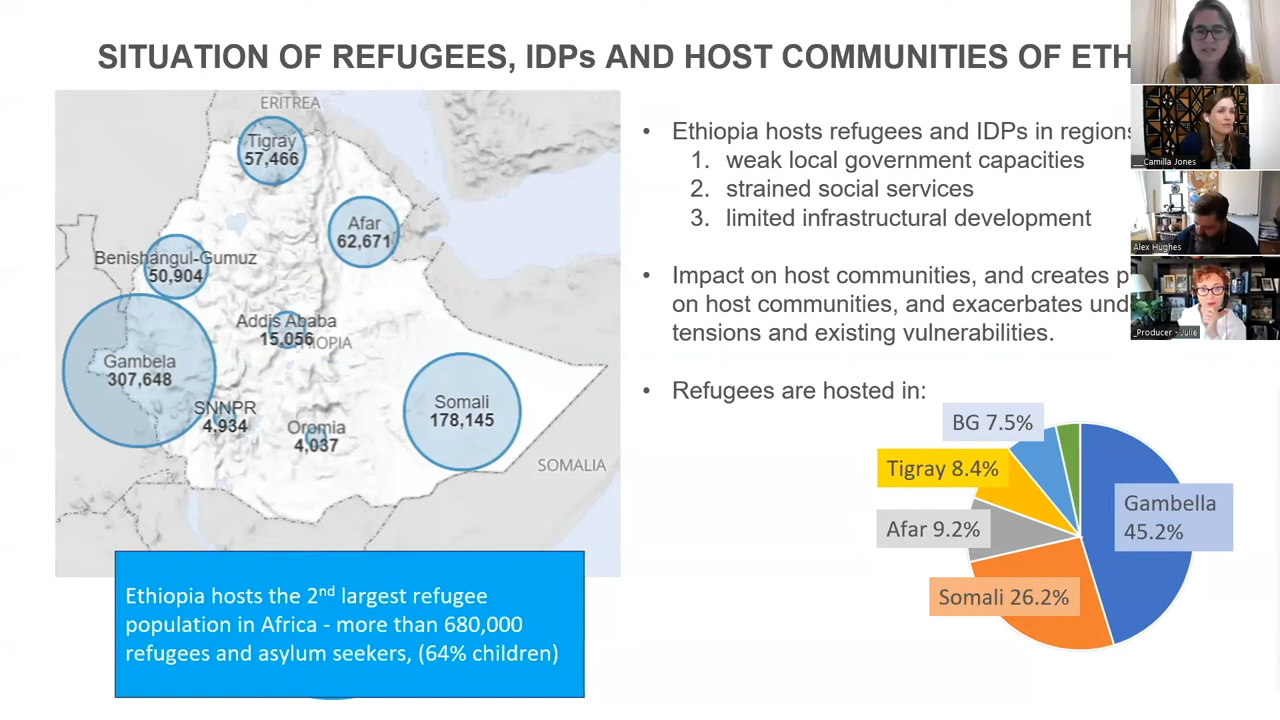 SITUATION OF REFUGEES, IDPs AND HOST COMMUNITIES OF ETH
ERITREA
Tigray
57,466
Afar
62,671
Benishangul-Gumuz
50,904
Addis Ababa
15,056
Gambela
307,648
SNNPR
4,934
Oromia
4,037
Somali
178,145
SOMALIA
Ethiopia hosts the 2nd largest refugee
population in Africa - more than 680,000
refugees and asylum seekers, (64% children)
• Ethiopia hosts refugees and IDPs in regions
1. weak local government capacities
2. strained social services
3. limited infrastructural development
• Impact on host communities, and creates p
on host communities, and exacerbates und
tensions and existing vulnerabilities.
• Refugees are hosted in:
BG 7.5%
Tigray 8.4%
Afar 9.2%
Somali 26.2%
Gambella
45.2%
__Camilla Jones
Alex Hughes
_Producer - Julie